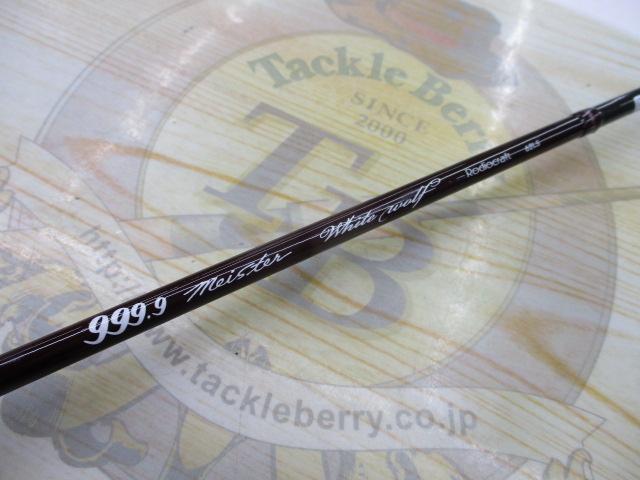 Tackle Berry
SINCE
2000
TB
999.9 Meister White wolf Rodiocraft
http://
www.tackleberry.co.jp